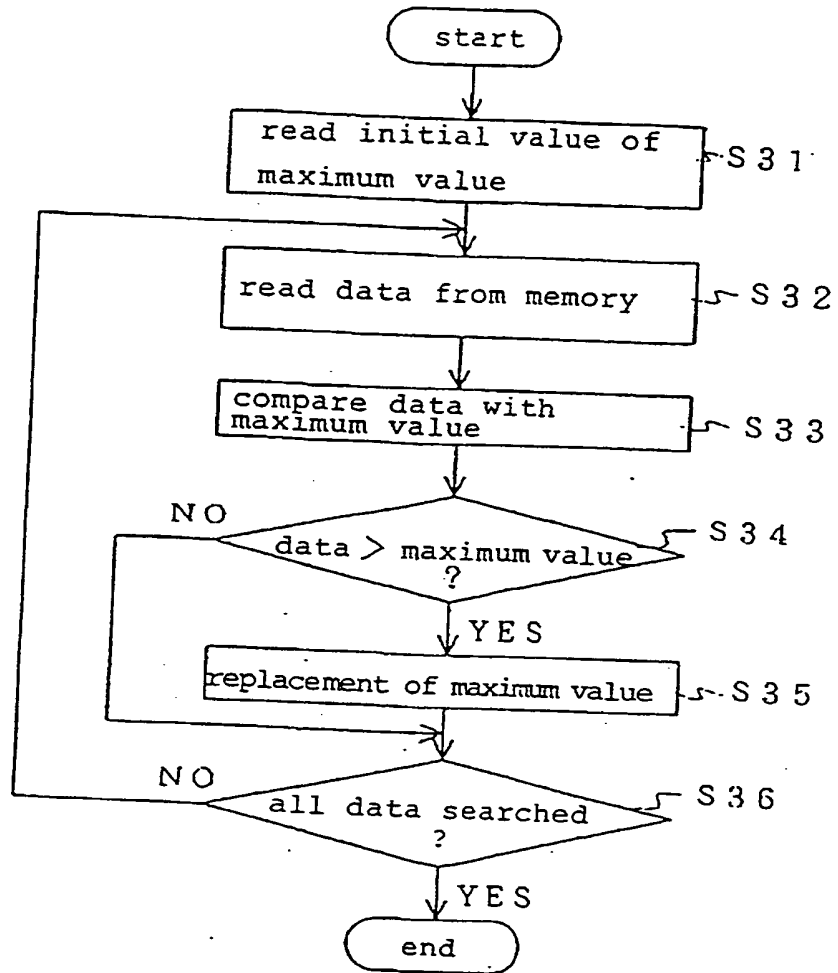 start
read initial value of
maximum value
S31
read data from memory
S32
compare data with
maximum value
S33
NO
data > maximum value
?
S34
YES
replacement of maximum value
S35
NO
all data searched
?
S36
YES
end